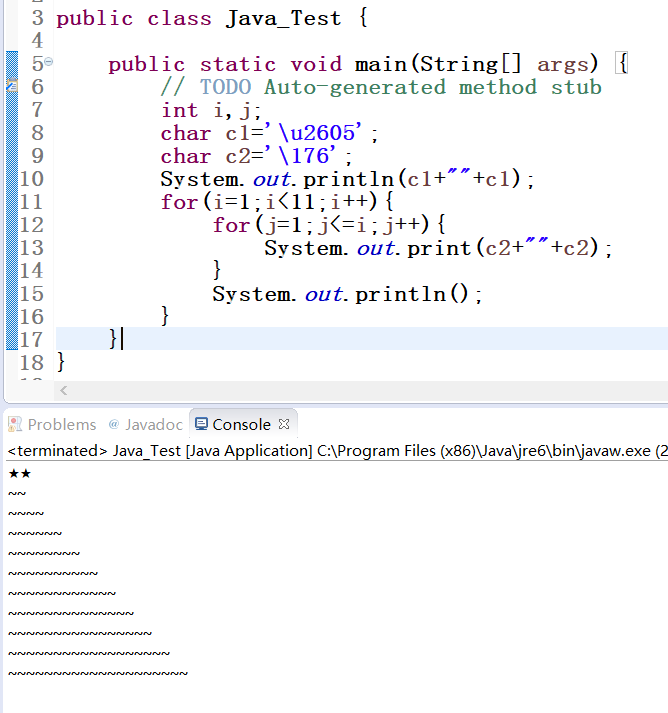 3 public class Java_Test {
4
5 public static void main(String[] args) {
6 // TODO Auto-generated method stub
7 int i,j;
8 char c1='\u2605';
9 char c2='\176';
10 System.out.println(c1+""+c1);
11 for(i=1;i<11;i++){
12 for(j=1;j<=i;j++){
13 System.out.print(c2+""+c2);
14 }
15 System.out.println();
16 }
17 }
18 }
Problems @ Javadoc Console
<terminated> Java_Test [Java Application] C:\Program Files (x86)\Java\jre6\bin\javaw.exe (2
★★
~~
~~~~
~~~~~~
~~~~~~~~
~~~~~~~~~~
~~~~~~~~~~~~
~~~~~~~~~~~~~~
~~~~~~~~~~~~~~~~
~~~~~~~~~~~~~~~~~~
~~~~~~~~~~~~~~~~~~~~